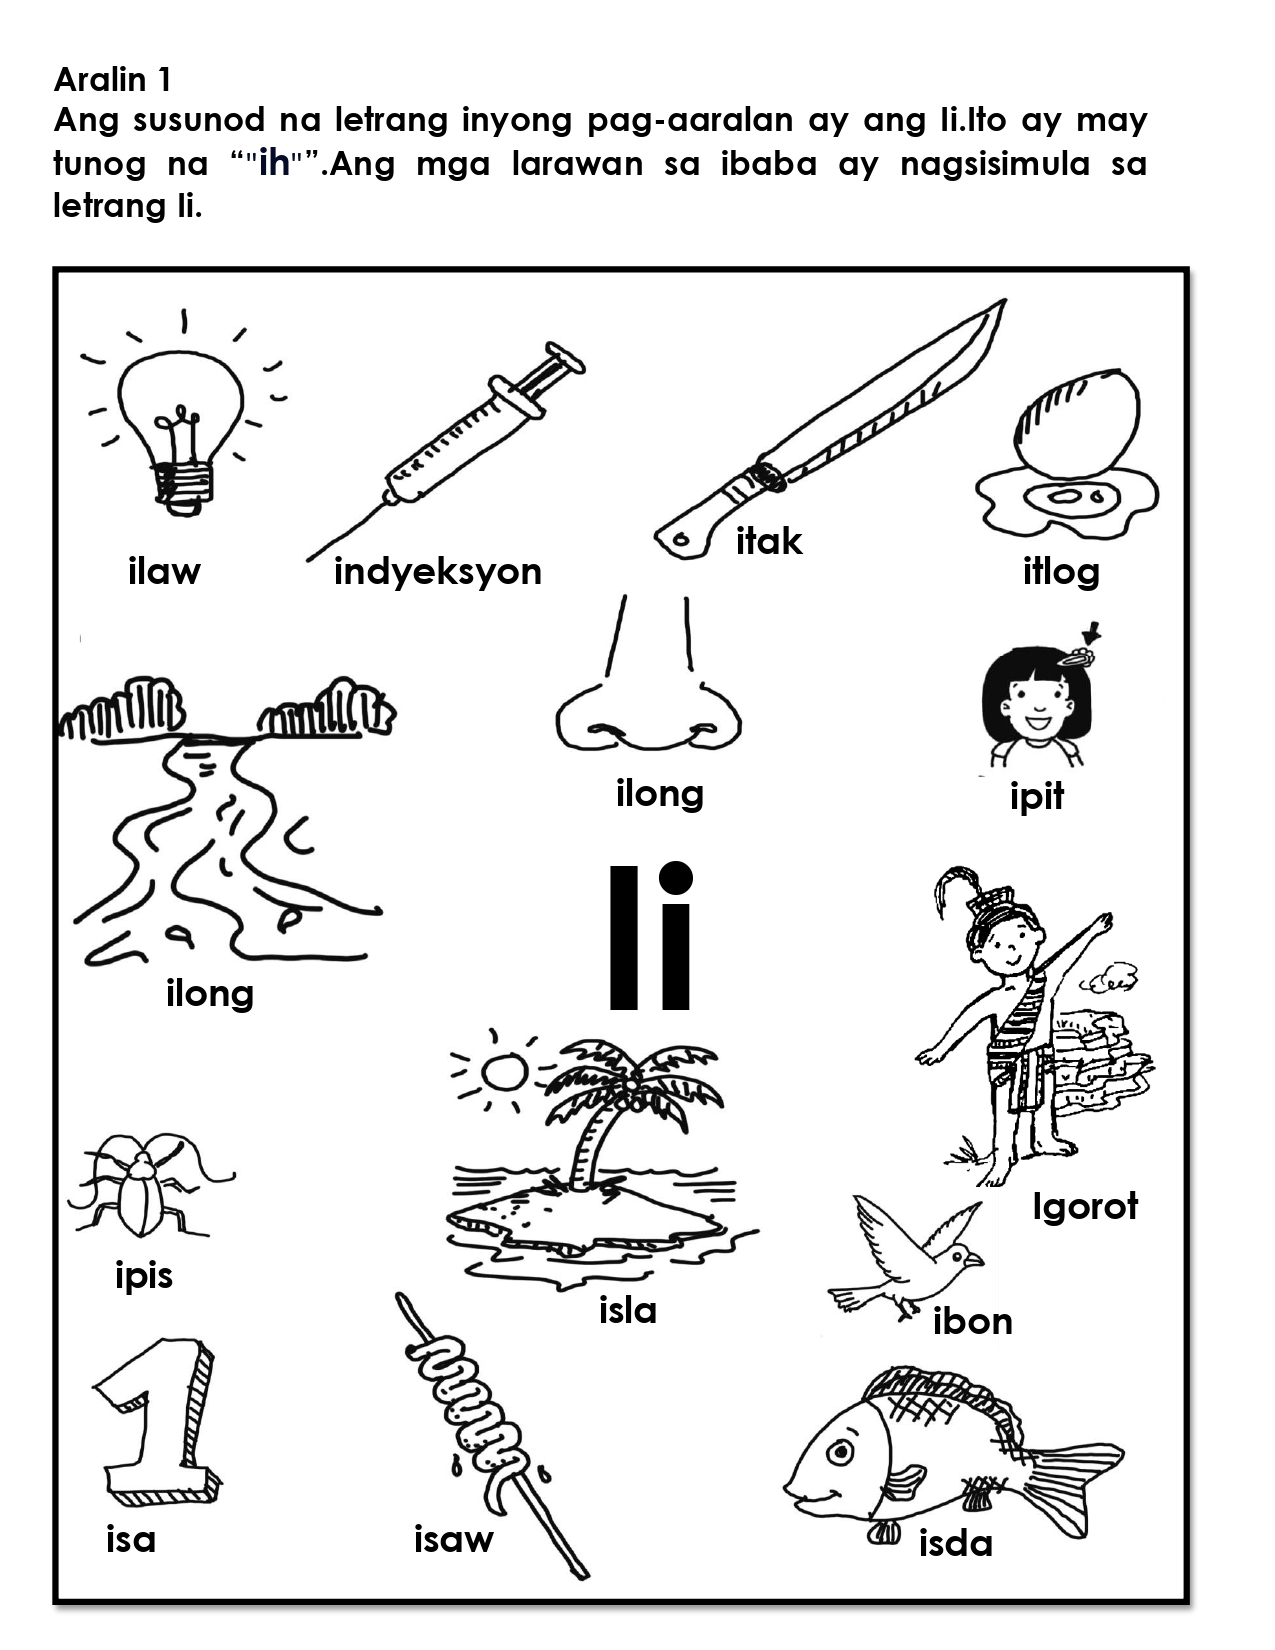 Aralin 1
Ang susunod na letrang inyong pag-aaralan ay ang Ii.Ito ay may
tunog na “"ih"”.Ang mga larawan sa ibaba ay nagsisimula sa
letrang Ii.
itak
ilaw
indyeksyon
itlog
ilong
ipit
Ii
ilong
Igorot
ipis
isla
ibon
1
isa
isaw
isda